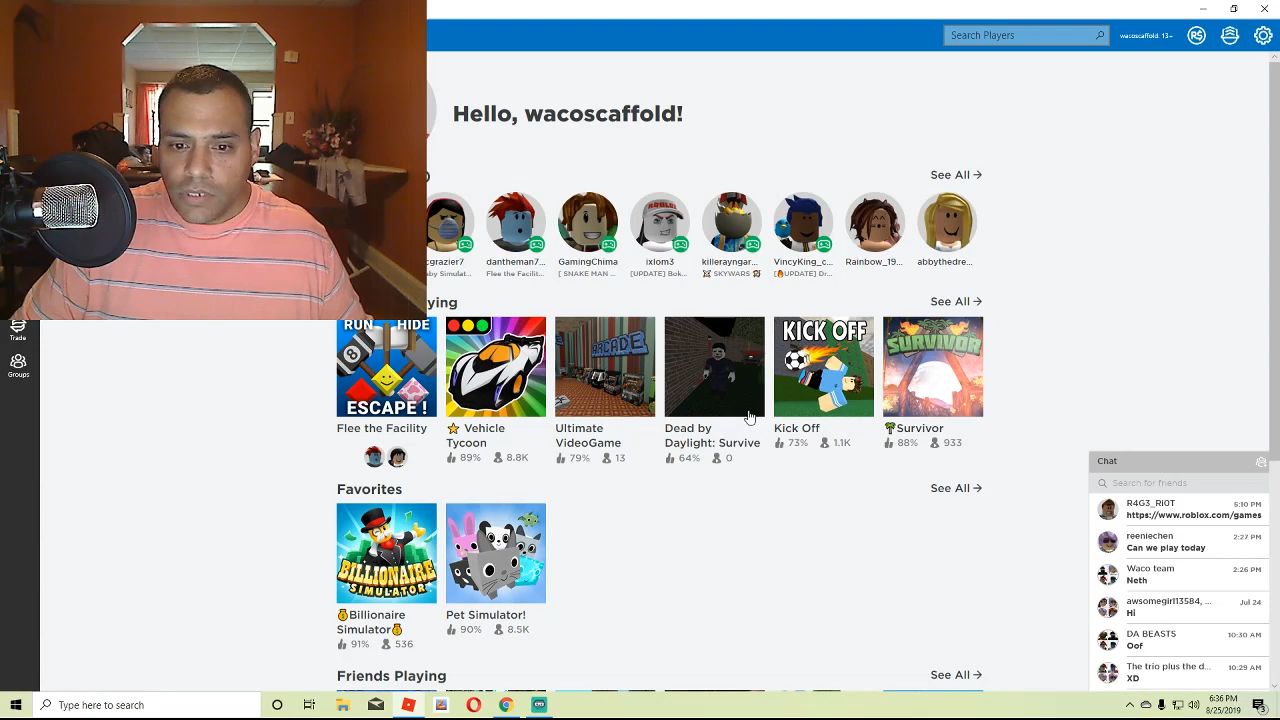 Search Players
wacoscaffold: 13+
Hello, wacoscaffold!
See All
cgrazier7
dantheman7...
GamingChima
ixlom3
killerayngar...
VincyKing_c...
Rainbow_19...
abbythedre...
aby Simulat...
Flee the Facilit...
[ SNAKE MAN ...
[UPDATE] Bok...
SKYWARS
[UPDATE] Dr...
ying
See All
RUN HIDE
ESCAPE !
ARCADE
KICK OFF
SURVIVOR
Trade
Groups
Flee the Facility
Vehicle Tycoon
89% 8.8K
Ultimate VideoGame
79% 13
Dead by Daylight: Survive
64% 0
Kick Off
73% 1.1K
Survivor
88% 933
Favorites
See All
BILLIONAIRE
SIMULATOR
Billionaire Simulator
91% 536
Pet Simulator!
90% 8.5K
Friends Playing
See All
Chat
Search for friends
R4G3_Ri0T 5:10 PM
https://www.roblox.com/games
reeniechen 2:27 PM
Can we play today
Waco team 2:26 PM
Neth
awsomegirl113584, ... Jul 24
Hi
DA BEASTS 10:30 AM
Oof
The trio plus the d... 10:29 AM
XD
Type here to search
6:36 PM
8/25/2019